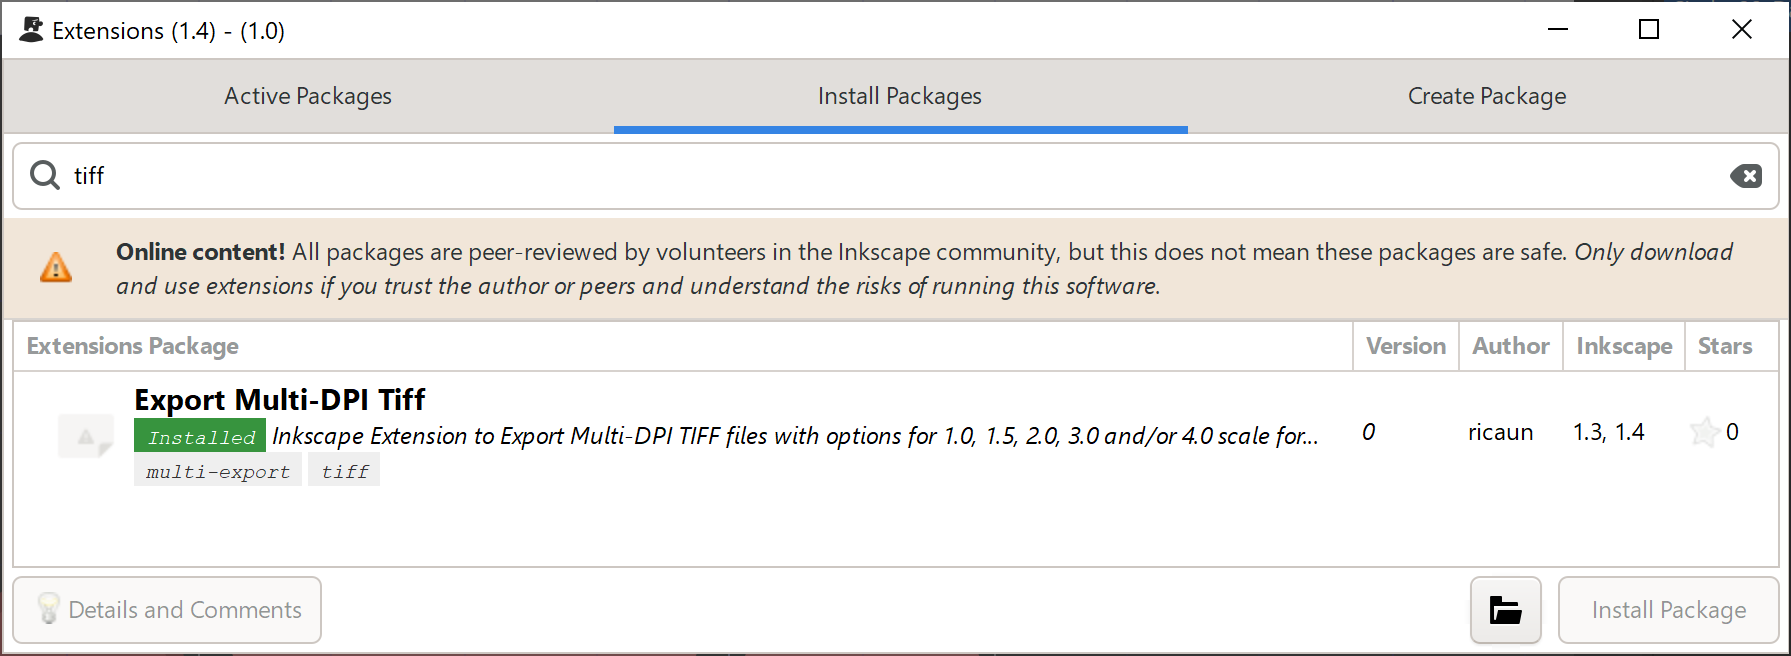 Extensions (1.4) - (1.0)
Active Packages
Install Packages
Create Package
tiff
Online content! All packages are peer-reviewed by volunteers in the Inkscape community, but this does not mean these packages are safe. Only download
and use extensions if you trust the author or peers and understand the risks of running this software.
Extensions Package
Version
Author
Inkscape
Stars
Export Multi-DPI Tiff
Installed Inkscape Extension to Export Multi-DPI TIFF files with options for 1.0, 1.5, 2.0, 3.0 and/or 4.0 scale for...
0
ricaun
1.3, 1.4
0
multi-export tiff
Details and Comments
Install Package